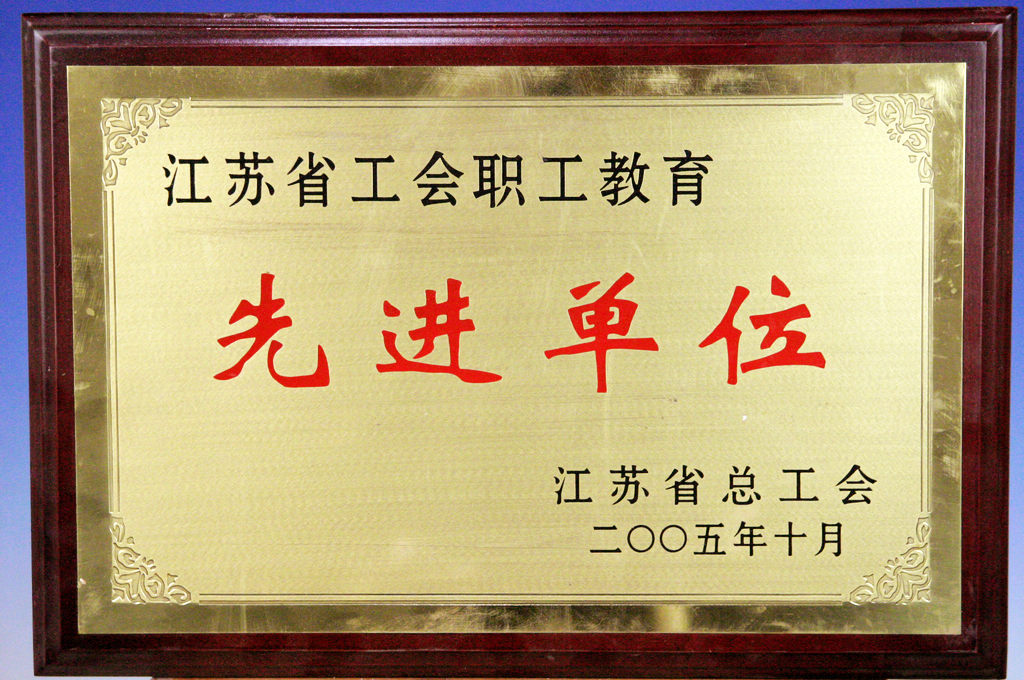 江苏省工会职工教育
先进单位
江苏省总工会
二〇〇五年十月